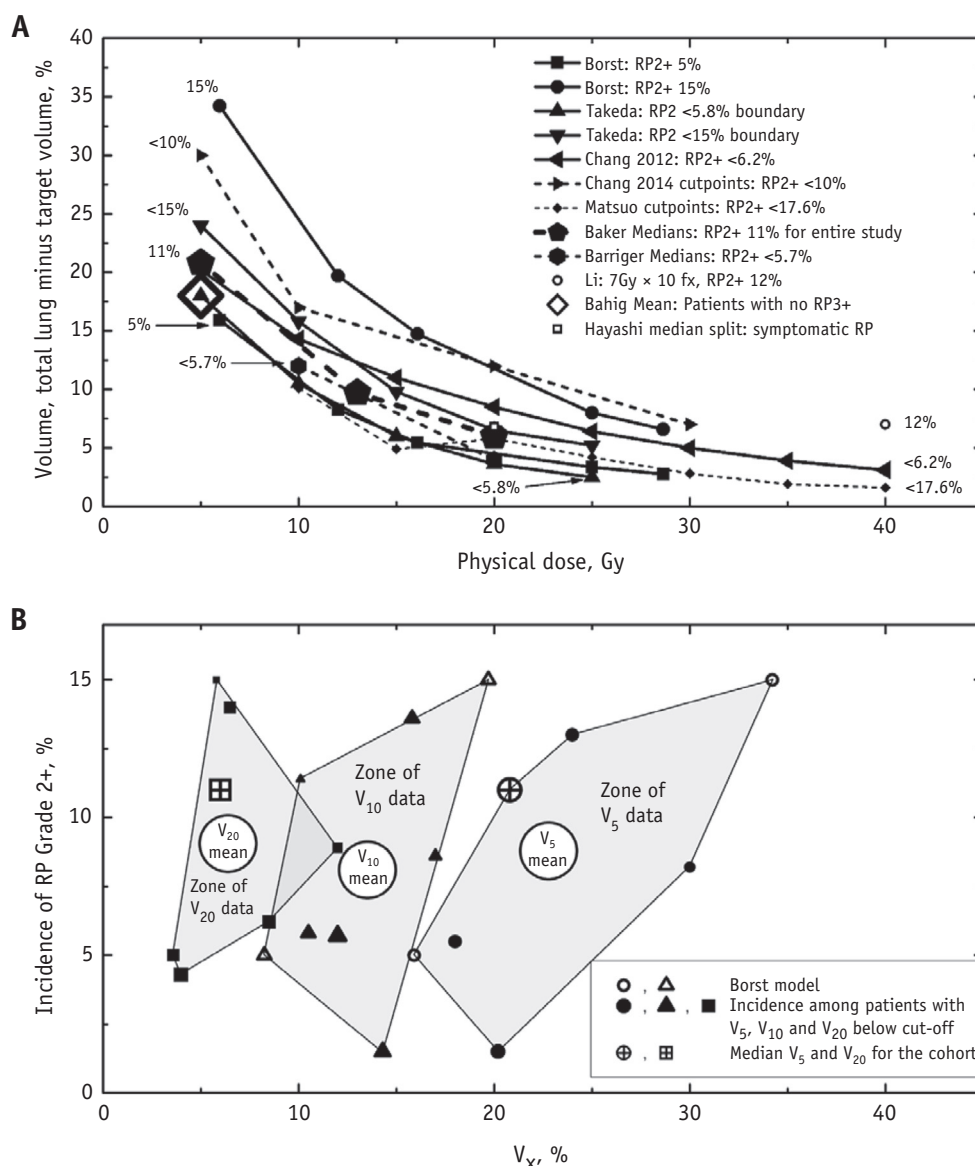 A
Volume, total lung minus target volume, %
40
35
30
25
20
15
10
5
0
0
10
20
30
40
Physical dose, Gy
15%
<10%
<15%
11%
5%
<5.7%
<5.8%
12%
<6.2%
<17.6%
Borst: RP2+ 5%
Borst: RP2+ 15%
Takeda: RP2 <5.8% boundary
Takeda: RP2 <15% boundary
Chang 2012: RP2+ <6.2%
Chang 2014 cutpoints: RP2+ <10%
Matsuo cutpoints: RP2+ <17.6%
Baker Medians: RP2+ 11% for entire study
Barriger Medians: RP2+ <5.7%
Li: 7Gy × 10 fx, RP2+ 12%
Bahig Mean: Patients with no RP3+
Hayashi median split: symptomatic RP
B
Incidence of RP Grade 2+, %
15
10
5
0
0
10
20
30
40
Vx, %
V20
mean
Zone of
V20 data
Zone of
V10 data
V10
mean
Zone of
V5 data
V5
mean
, Borst model
, , Incidence among patients with
V5, V10 and V20 below cut-off
, Median V5 and V20 for the cohort